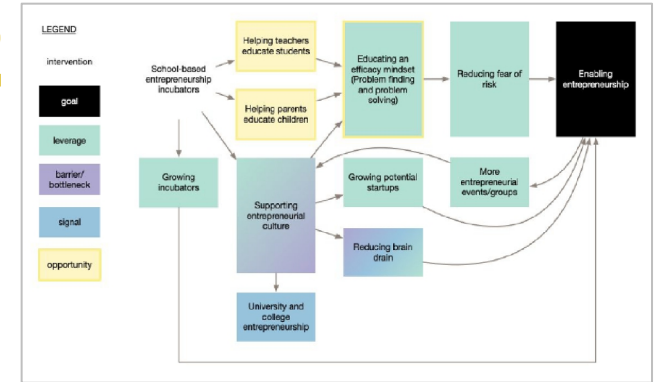 LEGEND
intervention
goal
leverage
barrier/
bottleneck
signal
opportunity
School-based
entrepreneurship
incubators
Helping teachers
educate students
Helping parents
educate children
Educating an
efficacy mindset
(Problem finding
and problem
solving)
Reducing fear of
risk
Enabling
entrepreneurship
Growing
incubators
Supporting
entrepreneurial
culture
Growing potential
startups
More
entrepreneurial
events/groups
Reducing brain
drain
University and
college
entrepreneurship